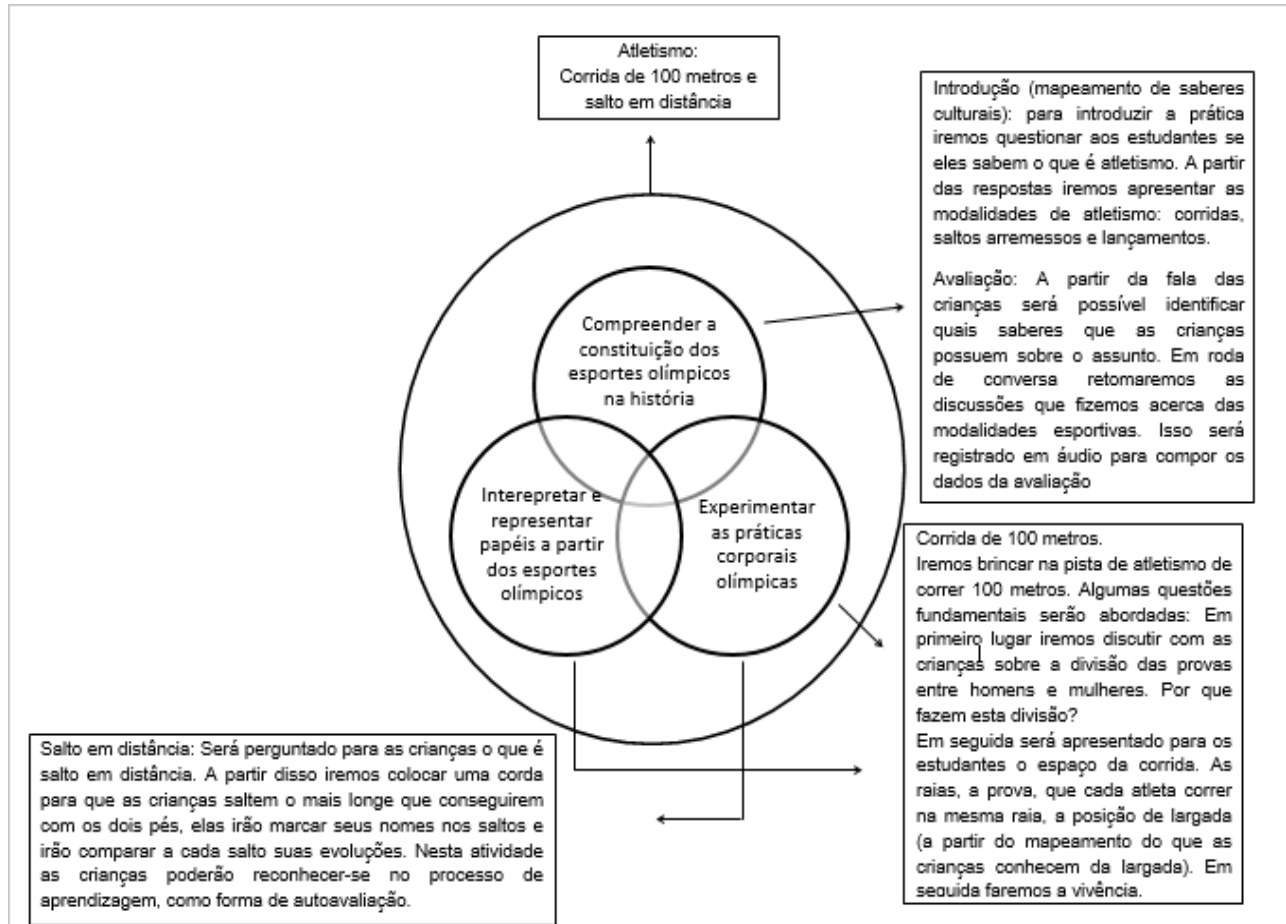 Atletismo:
Corrida de 100 metros e
salto em distância
Introdução (mapeamento de saberes
culturais): para introduzir a prática
iremos questionar aos estudantes se
eles sabem o que é atletismo. A partir
das respostas iremos apresentar as
modalidades de atletismo: corridas,
saltos arremessos e lançamentos.
Avaliação: A partir da fala das
crianças será possível identificar
quais saberes que as crianças
possuem sobre o assunto. Em roda
de conversa retomaremos as
discussões que fizemos acerca das
modalidades esportivas. Isso será
registrado em áudio para compor os
dados da avaliação
Compreender a
constituição dos
esportes olímpicos
na história
Interepretar e
representar
papéis a partir
dos esportes
olímpicos
Experimentar
as práticas
corporais
olímpicas
Corrida de 100 metros.
Iremos brincar na pista de atletismo de
correr 100 metros. Algumas questões
fundamentais serão abordadas: Em
primeiro lugar iremos discutir com as
crianças sobre a divisão das provas
entre homens e mulheres. Por que
fazem esta divisão?
Em seguida será apresentado para os
estudantes o espaço da corrida. As
raias, a prova, que cada atleta correr
na mesma raia, a posição de largada
(a partir do mapeamento do que as
crianças conhecem da largada). Em
seguida faremos a vivência.
Salto em distância: Será perguntado para as crianças o que é
salto em distância. A partir disso iremos colocar uma corda
para que as crianças saltem o mais longe que conseguirem
com os dois pés, elas irão marcar seus nomes nos saltos e
irão comparar a cada salto suas evoluções. Nesta atividade
as crianças poderão reconhecer-se no processo de
aprendizagem, como forma de autoavaliação.